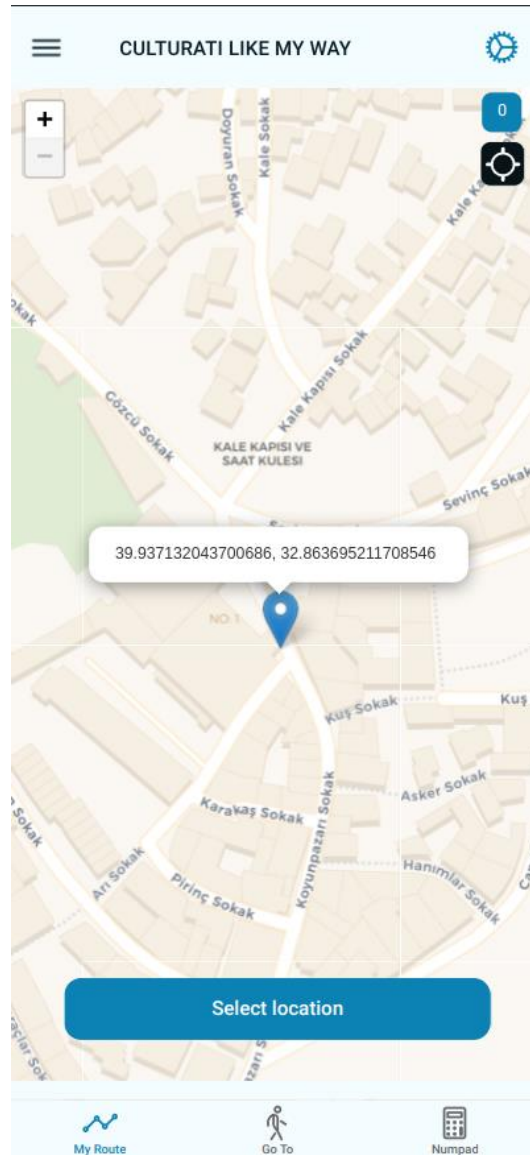 CULTURATI LIKE MY WAY
+
−
0
Doyuran Sokak
Kale Sokak
Kale Kapısı Sokak
Gözcü Sokak
KALE KAPISI VE
SAAT KULESI
Sevinç Sokak
39.937132043700686, 32.863695211708546
NO: 1
Kuş Sokak
Kuş
Asker Sokak
Karakaş Sokak
Koyunpazarı Sokak
Hanımlar Sokak
Arı Sokak
Pirinç Sokak
Sokak
Select location
My Route
Go To
Numpad